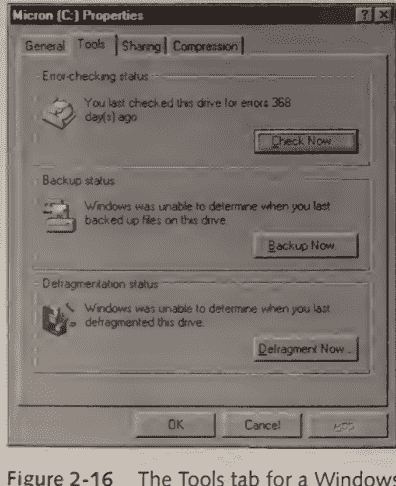 Micron (C:) Properties
General Tools Sharing Compression
Error-checking status
You last checked this drive for errors 368
day(s) ago
Check Now
Backup status
Windows was unable to determine when you last
backed up files on this drive
Backup Now
Defragmentation status
Windows was unable to determine when you last
defragmented this drive.
Defragment Now...
OK Cancel
Figure 2-16 The Tools tab for a Windows